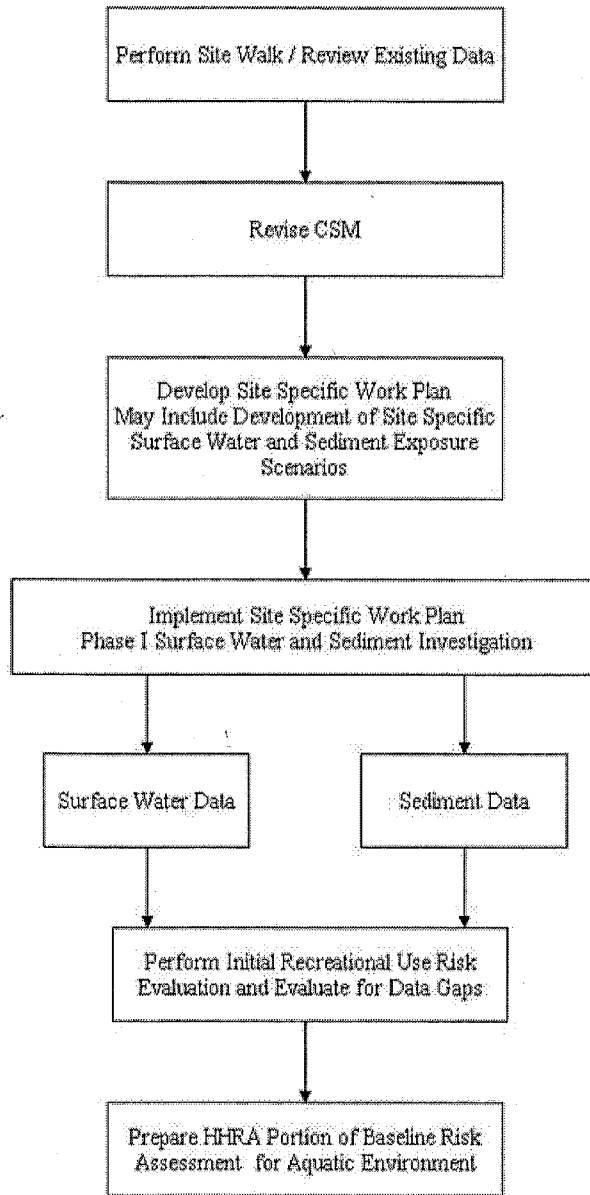 Perform Site Walk / Review Existing Data
Revise CSM
Develop Site Specific Work Plan
May Include Development of Site Specific
Surface Water and Sediment Exposure
Scenarios
Implement Site Specific Work Plan
Phase I Surface Water and Sediment Investigation
Surface Water Data
Sediment Data
Perform Initial Recreational Use Risk
Evaluation and Evaluate for Data Gaps
Prepare HHRA Portion of Baseline Risk
Assessment for Aquatic Environment